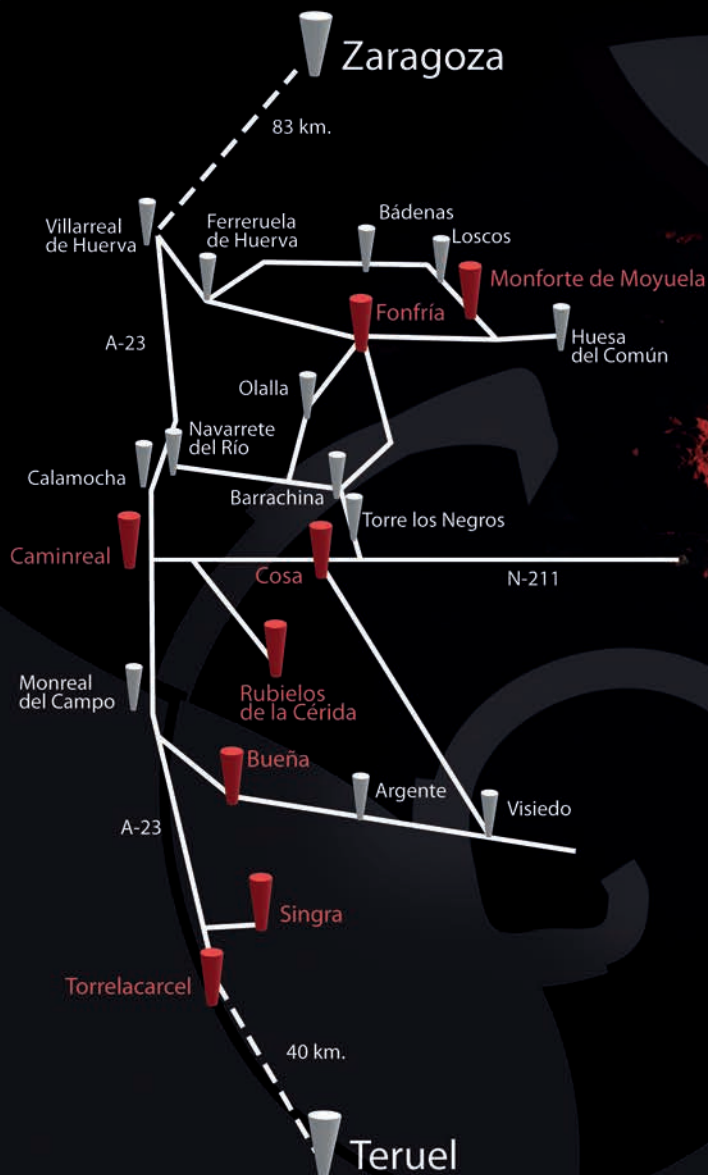 Zaragoza
83 km.
Villarreal
de Huerva
Ferreruela
de Huerva
Bádenas
Loscos
Monforte de Moyuela
Fonfría
Huesa
del Común
A-23
Olalla
Navarrete
del Río
Calamocha
Barrachina
Torre los Negros
Caminreal
Cosa
N-211
Monreal
del Campo
Rubielos
de la Cérida
Bueña
Argente
Visiedo
A-23
Singra
Torrelacarcel
40 km.
Teruel